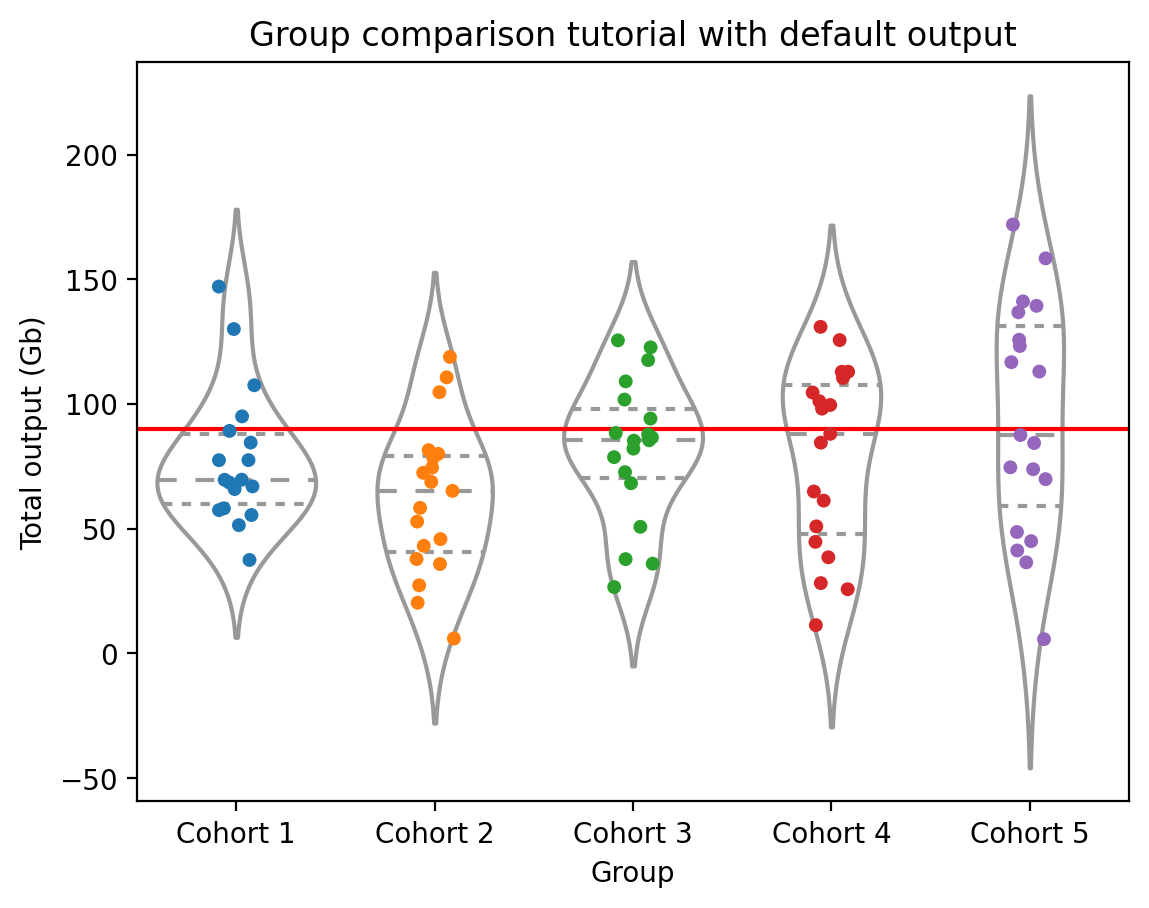 Group comparison tutorial with default output
Total output (Gb)
200
150
100
50
0
−50
Cohort 1
Cohort 2
Cohort 3
Cohort 4
Cohort 5
Group